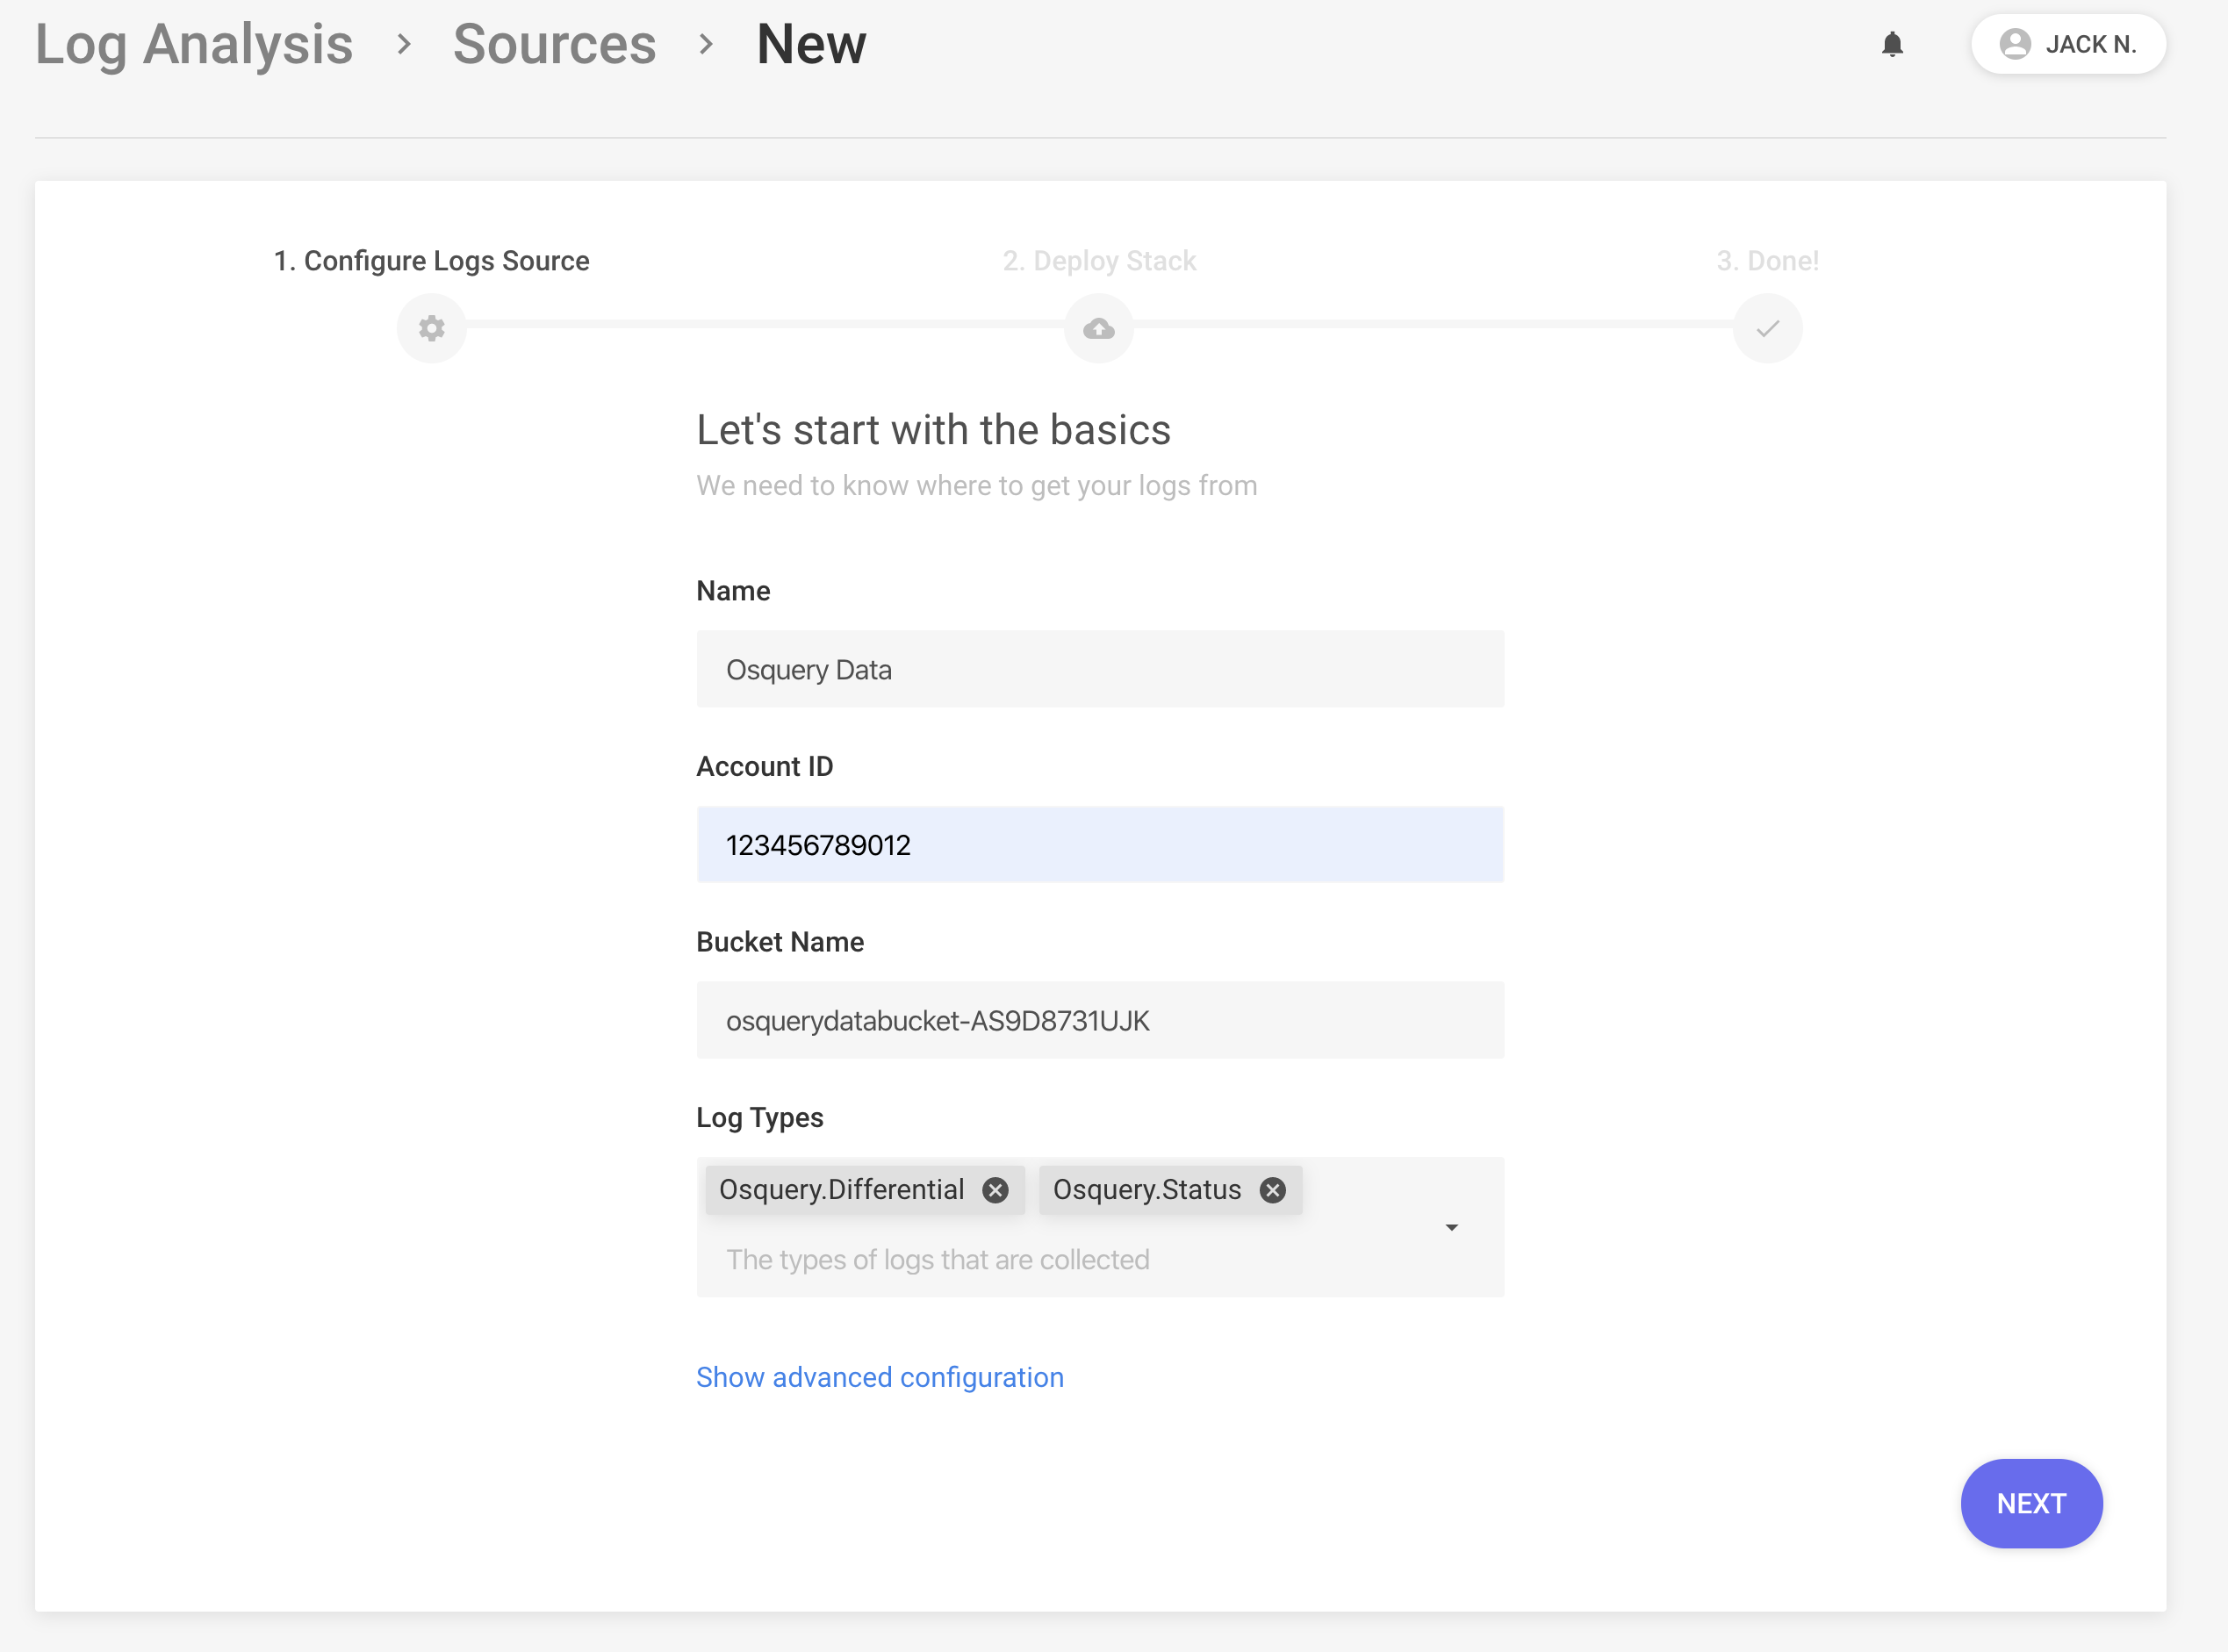 Log Analysis > Sources > New
JACK N.
1. Configure Logs Source
2. Deploy Stack
3. Done!
Let's start with the basics
We need to know where to get your logs from
Name
Osquery Data
Account ID
123456789012
Bucket Name
osquerydatabucket-AS9D8731UJK
Log Types
Osquery.Differential
Osquery.Status
The types of logs that are collected
Show advanced configuration
NEXT